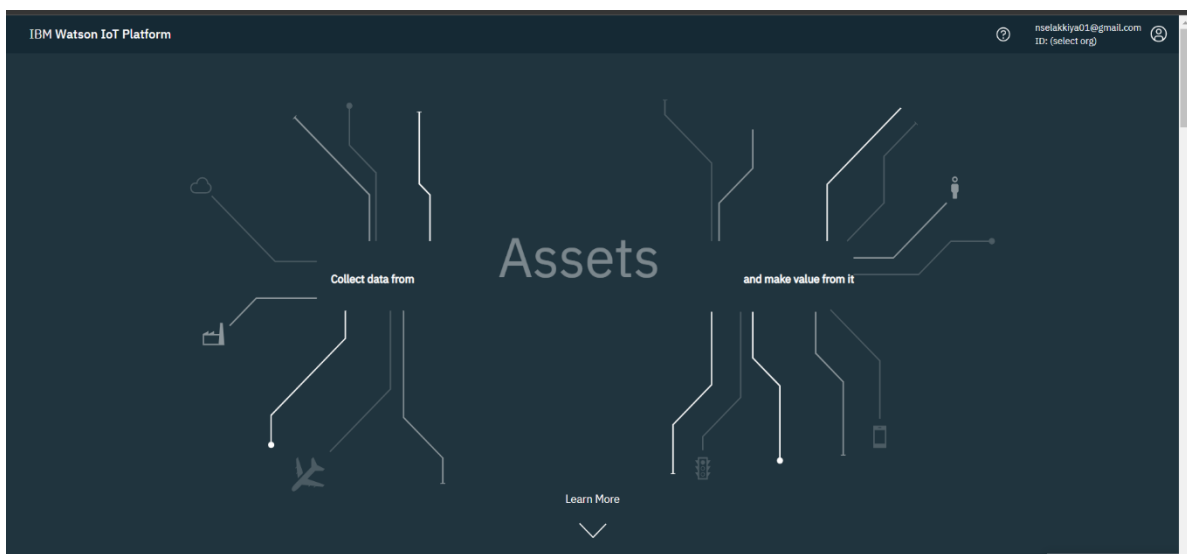 IBM Watson IoT Platform
nselakkiya01@gmail.com
ID: (select org)
Assets
Collect data from
and make value from it
Learn More